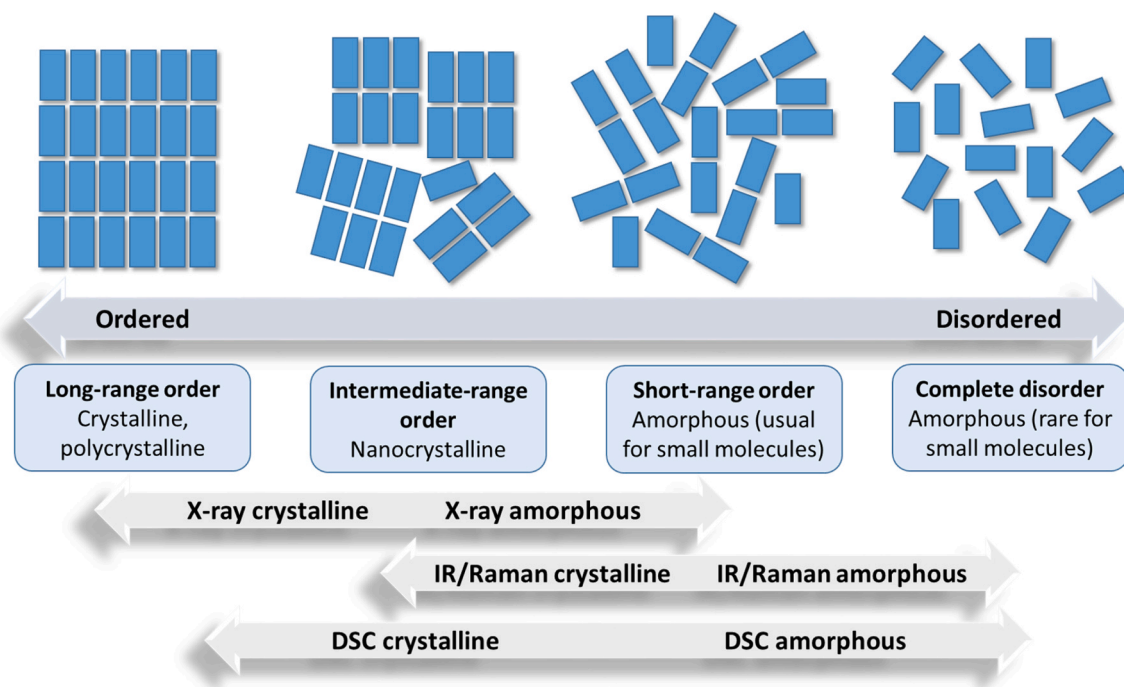 Ordered
Disordered
Long-range order
Crystalline,
polycrystalline
Intermediate-range
order
Nanocrystalline
Short-range order
Amorphous (usual
for small molecules)
Complete disorder
Amorphous (rare for
small molecules)
X-ray crystalline
X-ray amorphous
IR/Raman crystalline
IR/Raman amorphous
DSC crystalline
DSC amorphous